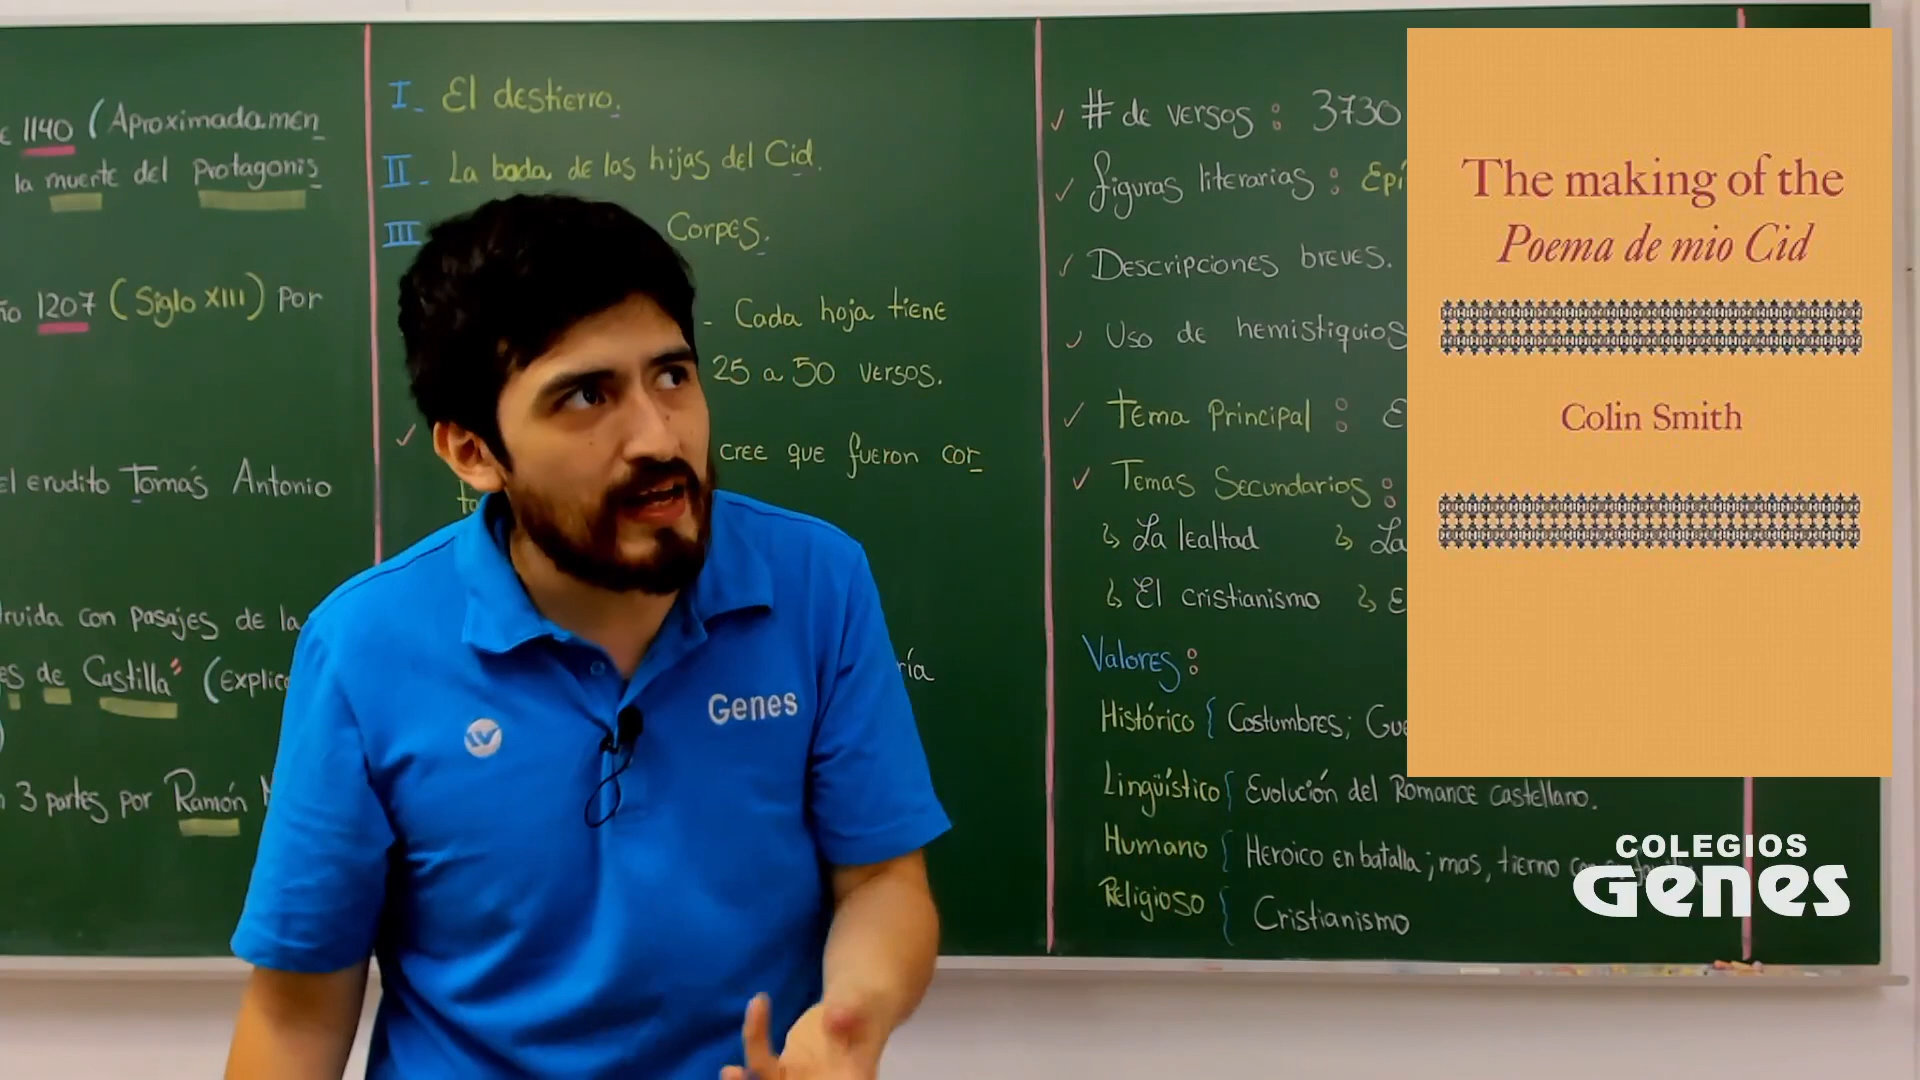 1140 (Aproximadamen
la muerte del Protagonis
1207 (Siglo XIII) Por
el erudito Tomás Antonio
con pasajes de la
de Castilla" (Explic
3 partes por Ramón
I_ El destierro.
II_ La boda de las hijas del Cid.
III
Corpes.
- Cada hoja tiene
25 a 50 versos.
cree que fueron cor
# de versos : 3730
figuras literarias : Epí
Descripciones breves.
Uso de hemistiquios
Tema Principal :
Temas Secundarios :
La lealtad La
El cristianismo
Valores :
Histórico { Costumbres; Gue
Lingüístico { Evolución del Romance castellano.
Humano { Heroico en batalla; mas, tierno
Religioso { Cristianismo
The making of the
Poema de mio Cid
Colin Smith
Genes
COLEGIOS
Genes